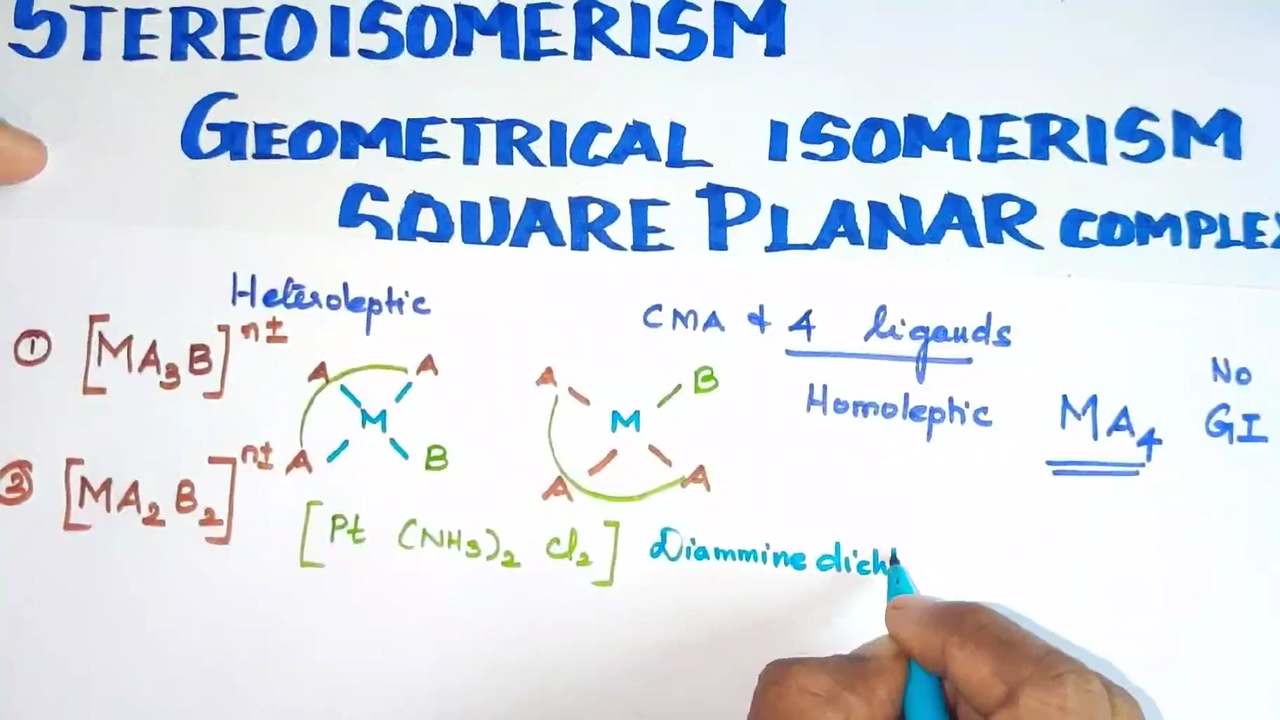 STEREOISOMERISM
GEOMETRICAL ISOMERISM
SQUARE PLANAR COMPLEX
Heteroleptic
CMA & 4 ligands
① [MA₃B]ⁿ±
A A
M
A B
A B
M
A A
Homoleptic MA₄
No
GI
② [MA₂B₂]ⁿ±
[Pt (NH₃)₂ Cl₂] Diammine dich